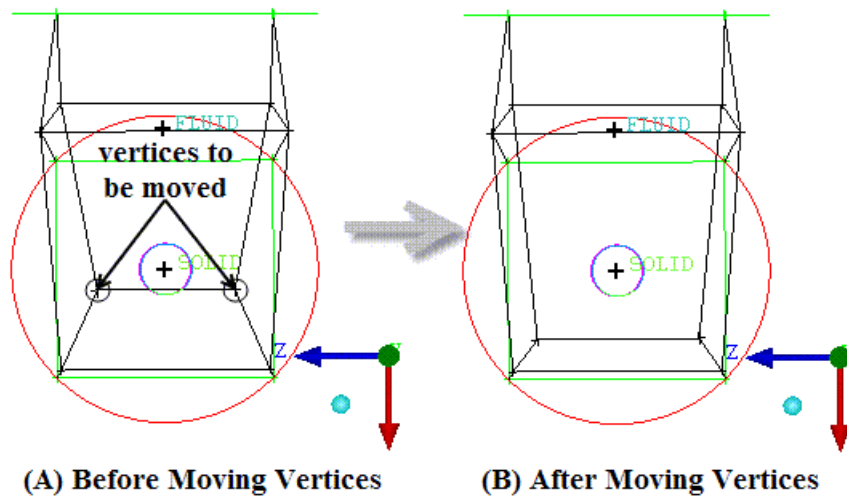 FLUID
vertices to
be moved
SOLID
Z
(A) Before Moving Vertices
FLUID
SOLID
Z
(B) After Moving Vertices